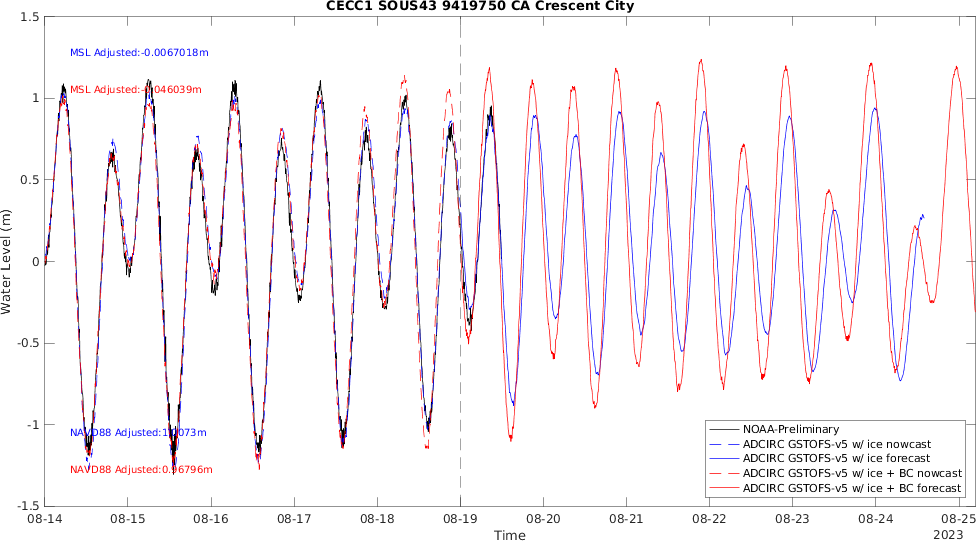 CECC1 SOUS43 9419750 CA Crescent City
1.5
1
0.5
0
-0.5
-1
-1.5
Water Level (m)
MSL Adjusted:-0.0067018m
MSL Adjusted:-0.046039m
NAVD88 Adjusted:1.0073m
NAVD88 Adjusted:0.96796m
NOAA-Preliminary
ADCIRC GSTOFS-v5 w/ ice nowcast
ADCIRC GSTOFS-v5 w/ ice forecast
ADCIRC GSTOFS-v5 w/ ice + BC nowcast
ADCIRC GSTOFS-v5 w/ ice + BC forecast
08-14 08-15 08-16 08-17 08-18 08-19 08-20 08-21 08-22 08-23 08-24 08-25
Time
2023